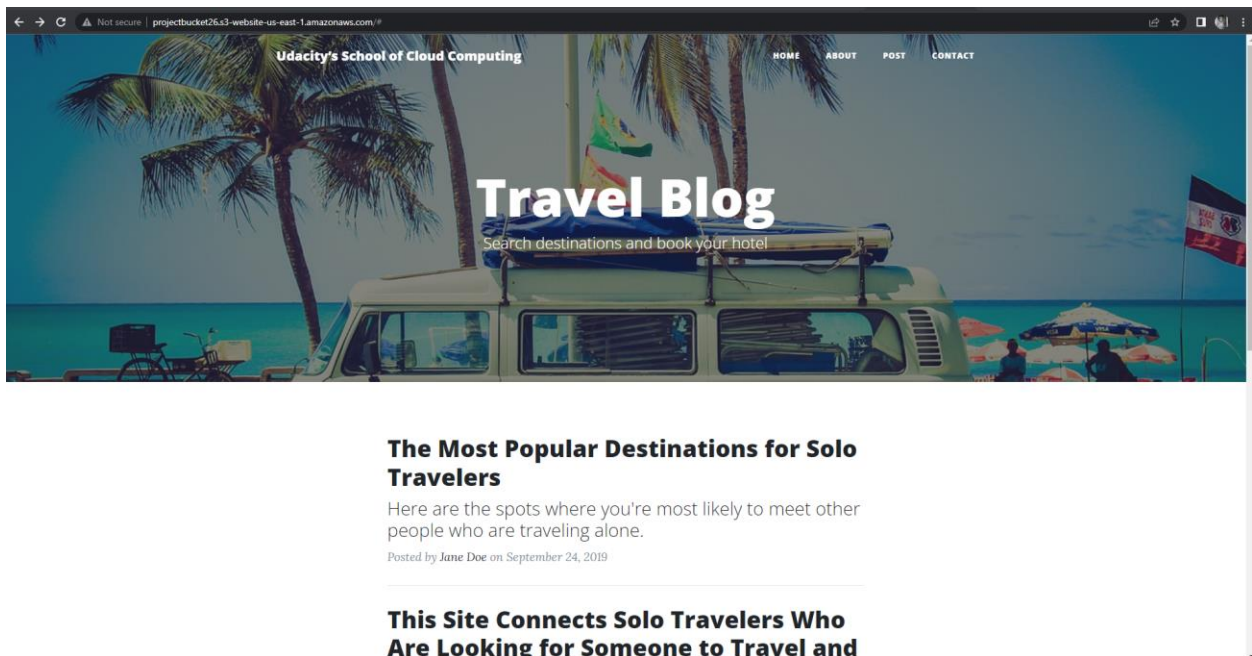 Not secure | projectbucket26.s3-website-us-east-1.amazonaws.com/#
Udacity's School of Cloud Computing HOME ABOUT POST CONTACT
Travel Blog
Search destinations and book your hotel
VISA
The Most Popular Destinations for Solo
Travelers
Here are the spots where you're most likely to meet other
people who are traveling alone.
Posted by Jane Doe on September 24, 2019
This Site Connects Solo Travelers Who
Are Looking for Someone to Travel and